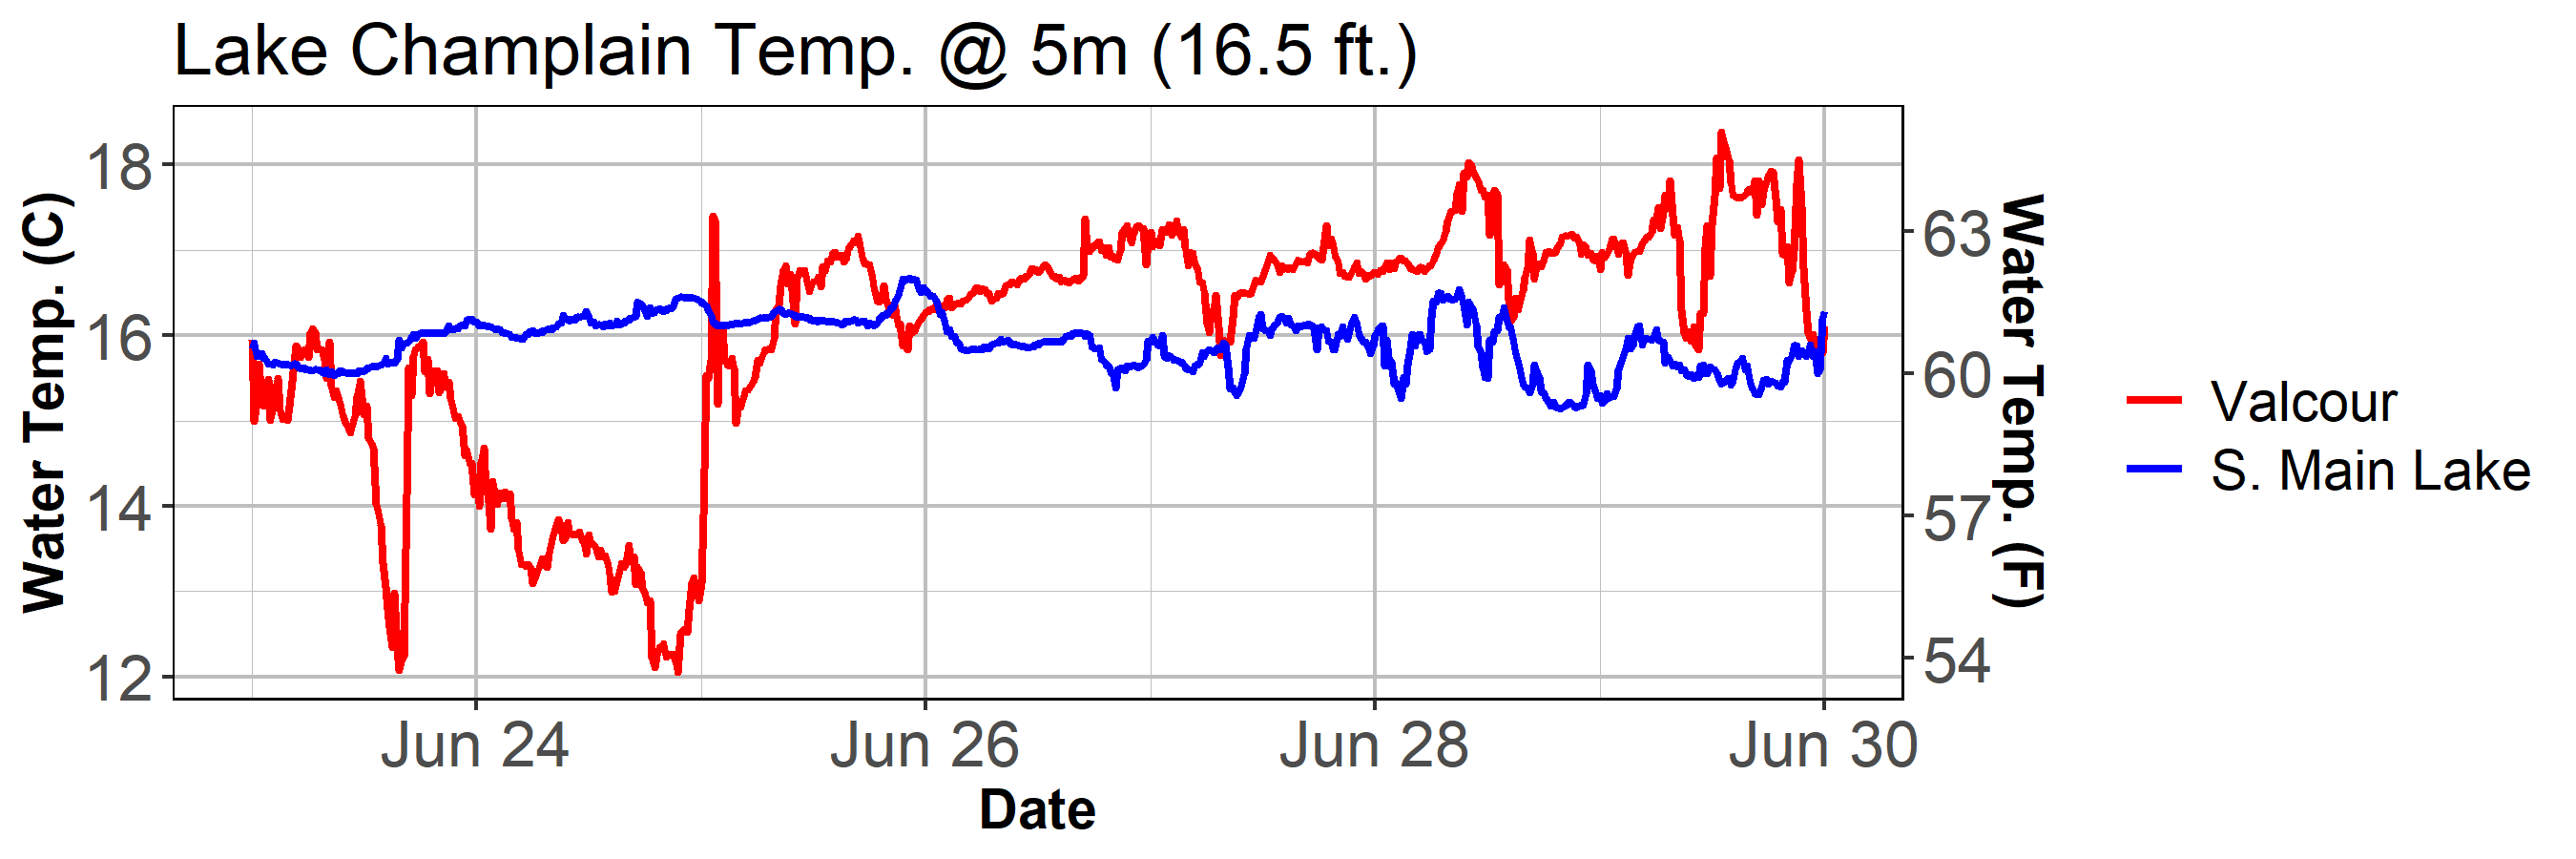 Lake Champlain Temp. @ 5m (16.5 ft.)
Water Temp. (C)
18
16
14
12
63
60
57
54
Water Temp. (F)
Jun 24
Jun 26
Jun 28
Jun 30
Date
Valcour
S. Main Lake